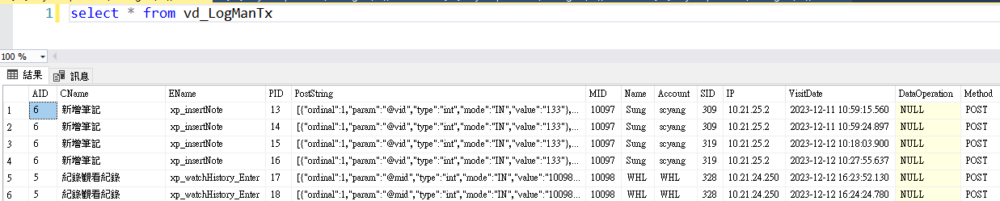 1 select * from vd_LogManTx
100 %
結果 訊息
AID CName EName PID PostString MID Name Account SID IP VisitDate DataOperation Method
1 6 新增筆記 xp_insertNote 13 [{"ordinal":1,"param":"@vid","type":"int","mode":"IN","value":"133"},... 10097 Sung scyang 309 10.21.25.2 2023-12-11 10:59:15.560 NULL POST
2 6 新增筆記 xp_insertNote 14 [{"ordinal":1,"param":"@vid","type":"int","mode":"IN","value":"133"},... 10097 Sung scyang 309 10.21.25.2 2023-12-11 10:59:24.897 NULL POST
3 6 新增筆記 xp_insertNote 15 [{"ordinal":1,"param":"@vid","type":"int","mode":"IN","value":"133"},... 10097 Sung scyang 319 10.21.25.2 2023-12-12 10:18:03.900 NULL POST
4 6 新增筆記 xp_insertNote 16 [{"ordinal":1,"param":"@vid","type":"int","mode":"IN","value":"133"},... 10097 Sung scyang 319 10.21.25.2 2023-12-12 10:27:55.637 NULL POST
5 6 紀錄觀看紀錄 xp_watchHistory_Enter 17 [{"ordinal":1,"param":"@mid","type":"int","mode":"IN","value":"10098... 10098 WHL WHL 328 10.21.24.250 2023-12-12 16:23:52.130 NULL POST
6 6 紀錄觀看紀錄 xp_watchHistory_Enter 18 [{"ordinal":1,"param":"@mid","type":"int","mode":"IN","value":"10098... 10098 WHL WHL 328 10.21.24.250 2023-12-12 16:24:24.780 NULL POST